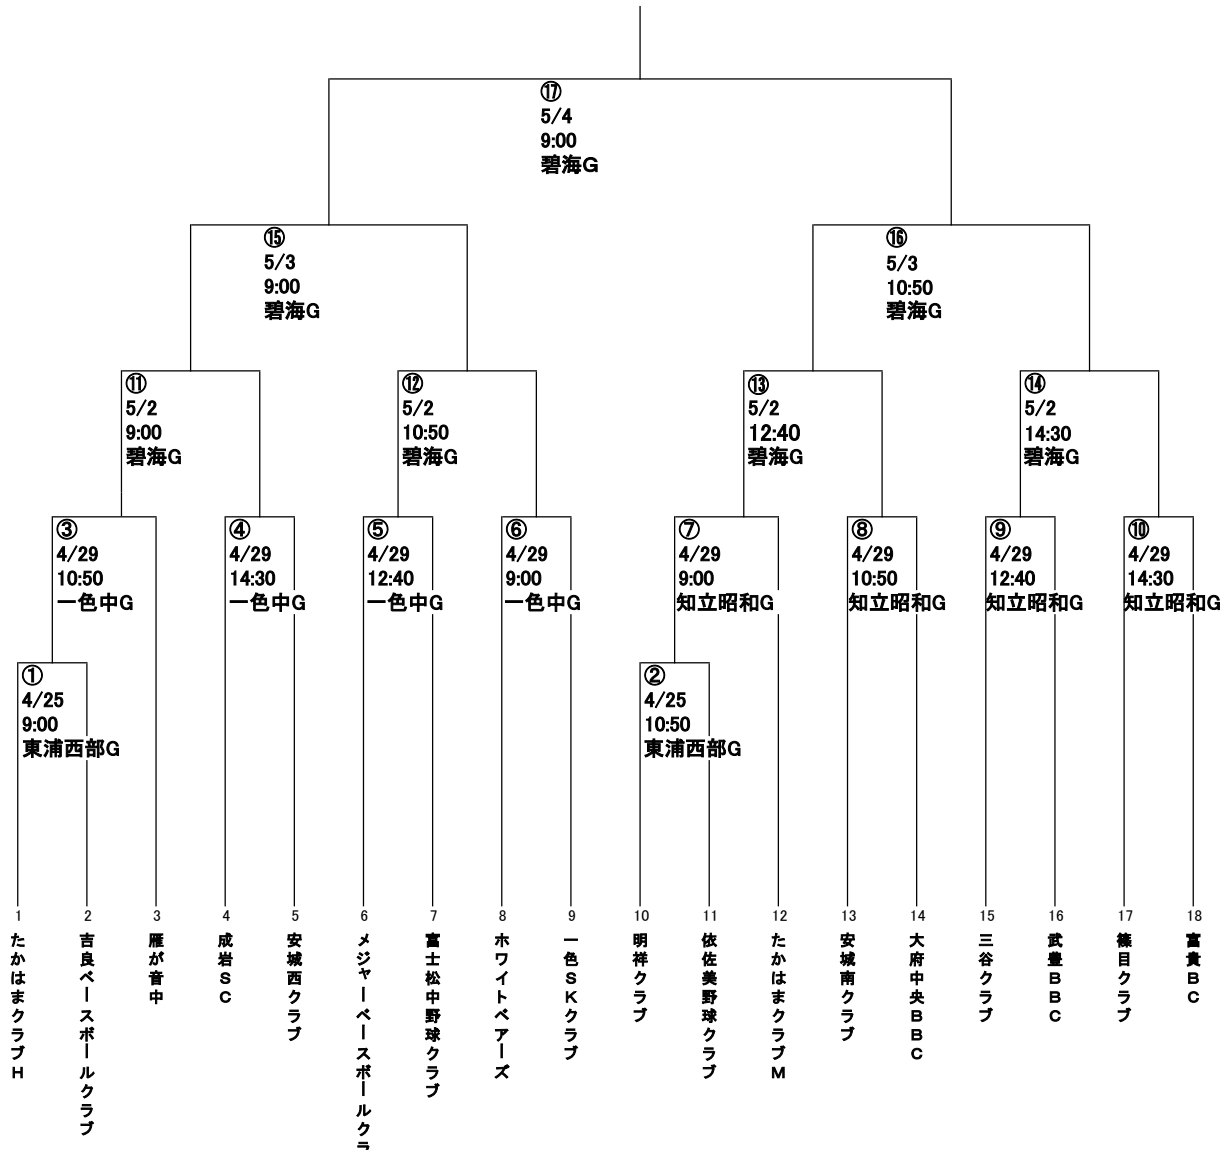 ⑰
5/4
9:00
碧海G
⑮
5/3
9:00
碧海G
⑯
5/3
10:50
碧海G
⑪
5/2
9:00
碧海G
⑫
5/2
10:50
碧海G
⑬
5/2
12:40
碧海G
⑭
5/2
14:30
碧海G
③
4/29
10:50
一色中G
④
4/29
14:30
一色中G
⑤
4/29
12:40
一色中G
⑥
4/29
9:00
一色中G
⑦
4/29
9:00
知立昭和G
⑧
4/29
10:50
知立昭和G
⑨
4/29
12:40
知立昭和G
⑩
4/29
14:30
知立昭和G
①
4/25
9:00
東浦西部G
②
4/25
10:50
東浦西部G
1
たかはまクラブH
2
吉良ベースボールクラブ
3
雁が音中
4
成岩SC
5
安城西クラブ
6
メジャーベースボールクラ
7
富士松中野球クラブ
8
ホワイトベアーズ
9
一色SKクラブ
10
明祥クラブ
11
依佐美野球クラブ
12
たかはまクラブM
13
安城南クラブ
14
大府中央BBC
15
三谷クラブ
16
武豊BBC
17
篠目クラブ
18
富貴BC